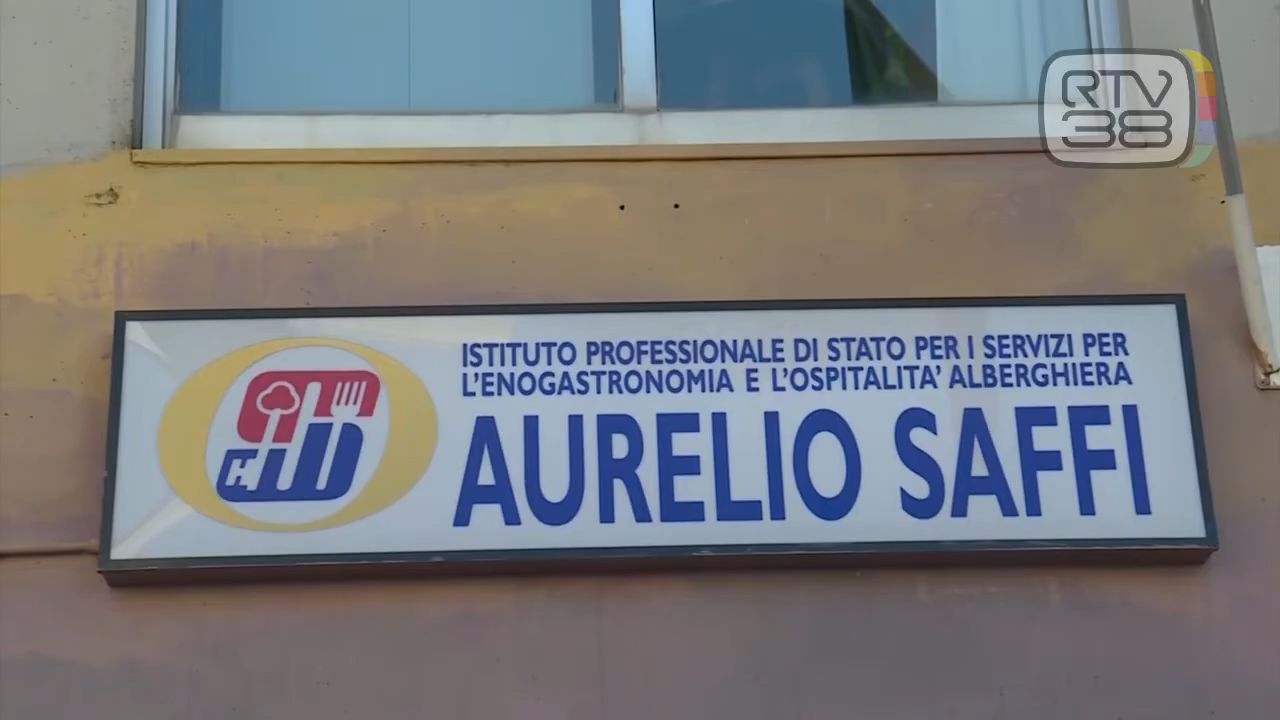 RTV
38
ISTITUTO PROFESSIONALE DI STATO PER I SERVIZI PER
L'ENOGASTRONOMIA E L'OSPITALITA' ALBERGHIERA
AURELIO SAFFI